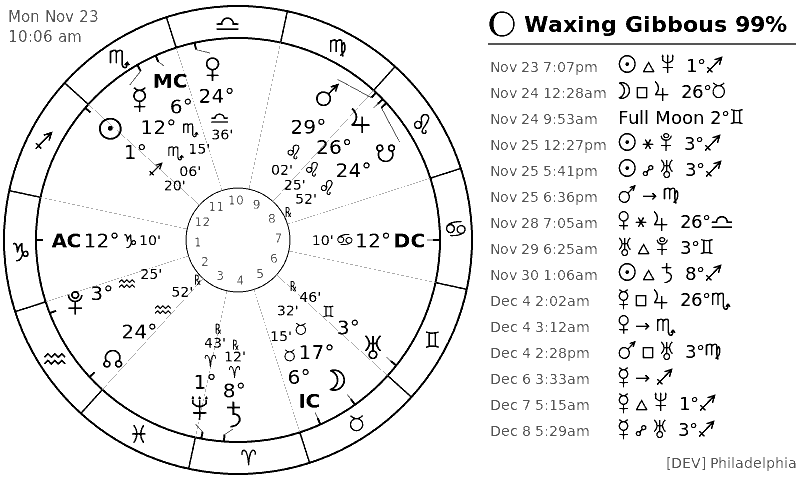 Mon Nov 23
10:06 am
☽ Waxing Gibbous 99%
Nov 23 7:07pm ☉ △ ♆ 1°♐
Nov 24 12:28am ☽ □ ♃ 26°♉
Nov 24 9:53am Full Moon 2°♊
Nov 25 12:27pm ☉ ⚹ ♇ 3°♐
Nov 25 5:41pm ☉ ☍ ♅ 3°♐
Nov 25 6:36pm ♂ → ♍
Nov 28 7:05am ♀ ⚹ ♃ 26°♎
Nov 29 6:25am ♅ △ ♇ 3°♊
Nov 30 1:06am ☉ △ ♄ 8°♐
Dec 4 2:02am ☿ □ ♃ 26°♏
Dec 4 3:12am ♀ → ♏
Dec 4 2:28pm ♂ □ ♅ 3°♍
Dec 6 3:33am ☿ → ♐
Dec 7 5:15am ☿ △ ♆ 1°♐
Dec 8 5:29am ☿ ☍ ♅ 3°♐
[DEV] Philadelphia
♎
♍
♌
♋
♊
♉
♈
♓
♒
♑
♐
♏
MC 6° ♏ 15'
♀ 24° ♎ 36'
☿ 12° ♏ 06'
☉ 1° ♐ 20'
♂ 29° ♌ 02'
♃ 26° ♌ 25'
☋ 24° ♌ 52' ℞
AC 12° ♑ 10'
10' ♋ 12° DC
♇ 3° ♒ 25'
☊ 24° ♒ 52' ℞
♆ 1° ♈ 43' ℞
♄ 8° ♈ 12' ℞
IC 6° ♉ 15'
☽ 17° ♉ 32'
♅ 3° ♊ 46' ℞
1
2
3
4
5
6
7
8
9
10
11
12